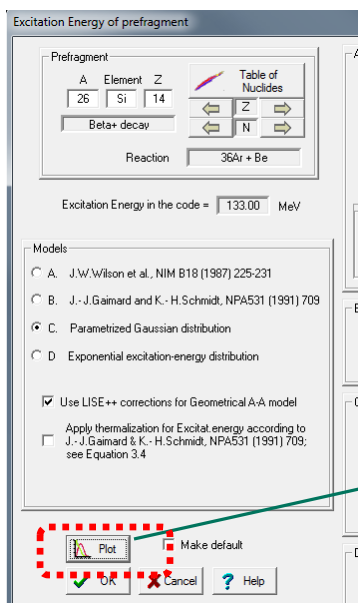 Excitation Energy of prefragment
Prefragment
A Element Z
26 Si 14
Beta+ decay
Table of
Nuclides
Z
N
Reaction 36Ar + Be
Excitation Energy in the code = 133.00 MeV
Models
A. J.W.Wilson et al., NIM B18 (1987) 225-231
B. J.-J.Gaimard and K.-H.Schmidt, NPA531 (1991) 709
C. Parametrized Gaussian distribution
D Exponential excitation-energy distribution
Use LISE++ corrections for Geometrical A-A model
Apply thermalization for Excitat.energy according to
J.-J.Gaimard & K.-H.Schmidt, NPA531 (1991) 709;
see Equation 3.4
Plot
Make default
OK
Cancel
? Help